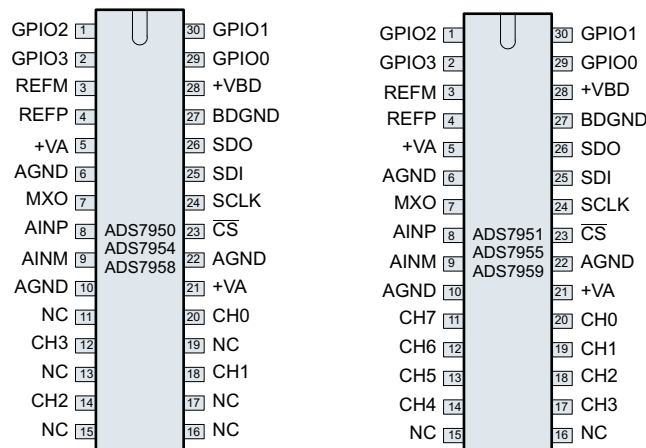 GPIO2 1 30 GPIO1
GPIO3 2 29 GPIO0
REFM 3 28 +VBD
REFP 4 27 BDGND
+VA 5 26 SDO
AGND 6 25 SDI
MXO 7 24 SCLK
AINP 8 23 CS
AINM 9 22 AGND
AGND 10 21 +VA
NC 11 20 CH0
CH3 12 19 NC
NC 13 18 CH1
CH2 14 17 NC
NC 15 16 NC
ADS7950
ADS7954
ADS7958
GPIO2 1 30 GPIO1
GPIO3 2 29 GPIO0
REFM 3 28 +VBD
REFP 4 27 BDGND
+VA 5 26 SDO
AGND 6 25 SDI
MXO 7 24 SCLK
AINP 8 23 CS
AINM 9 22 AGND
AGND 10 21 +VA
CH7 11 20 CH0
CH6 12 19 CH1
CH5 13 18 CH2
CH4 14 17 CH3
NC 15 16 NC
ADS7951
ADS7955
ADS7959